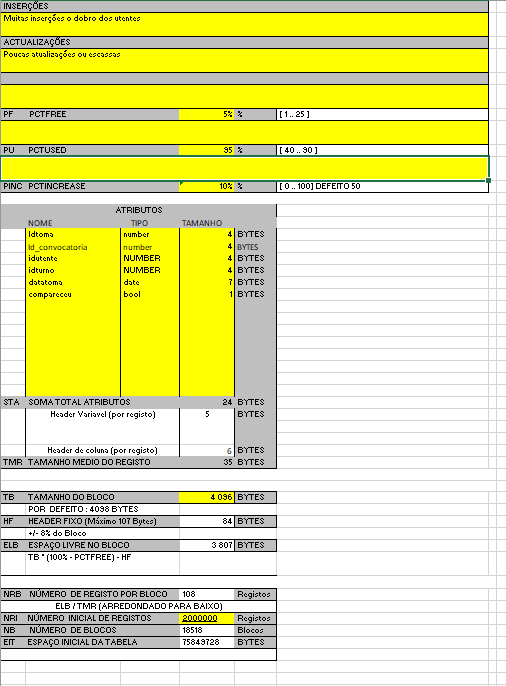 INSERÇÕES
Muitas inserções o dobro dos utentes
ACTUALIZAÇÕES
Poucas atualizações ou escassas
PF PCTFREE 5% % [ 1.. 25 ]
PU PCTUSED 95 % [ 40 .. 90 ]
PINC PCTINCREASE 10% % [ 0 .. 100] DEFEITO 50
ATRIBUTOS
NOME TIPO TAMANHO
Idtoma number 4 BYTES
Id_convocatoria number 4 BYTES
idutente NUMBER 4 BYTES
idturno NUMBER 4 BYTES
datatoma date 7 BYTES
compareceu bool 1 BYTES
STA SOMA TOTAL ATRIBUTOS 24 BYTES
Header Variavel (por registo) 5 BYTES
Header de coluna (por registo) 6 BYTES
TMR TAMANHO MEDIO DO REGISTO 35 BYTES
TB TAMANHO DO BLOCO 4 096 BYTES
POR DEFEITO : 4098 BYTES
HF HEADER FIXO (Máximo 107 Bytes) 84 BYTES
+/- 8% do Bloco
ELB ESPAÇO LIVRE NO BLOCO 3 807 BYTES
TB * (100% - PCTFREE) - HF
NRB NÚMERO DE REGISTO POR BLOCO 108 Registos
ELB / TMR (ARREDONDADO PARA BAIXO)
NRI NÚMERO INICIAL DE REGISTOS 2000000 Registos
NB NÚMERO DE BLOCOS 18518 Blocos
EIT ESPAÇO INICIAL DA TABELA 75849728 BYTES